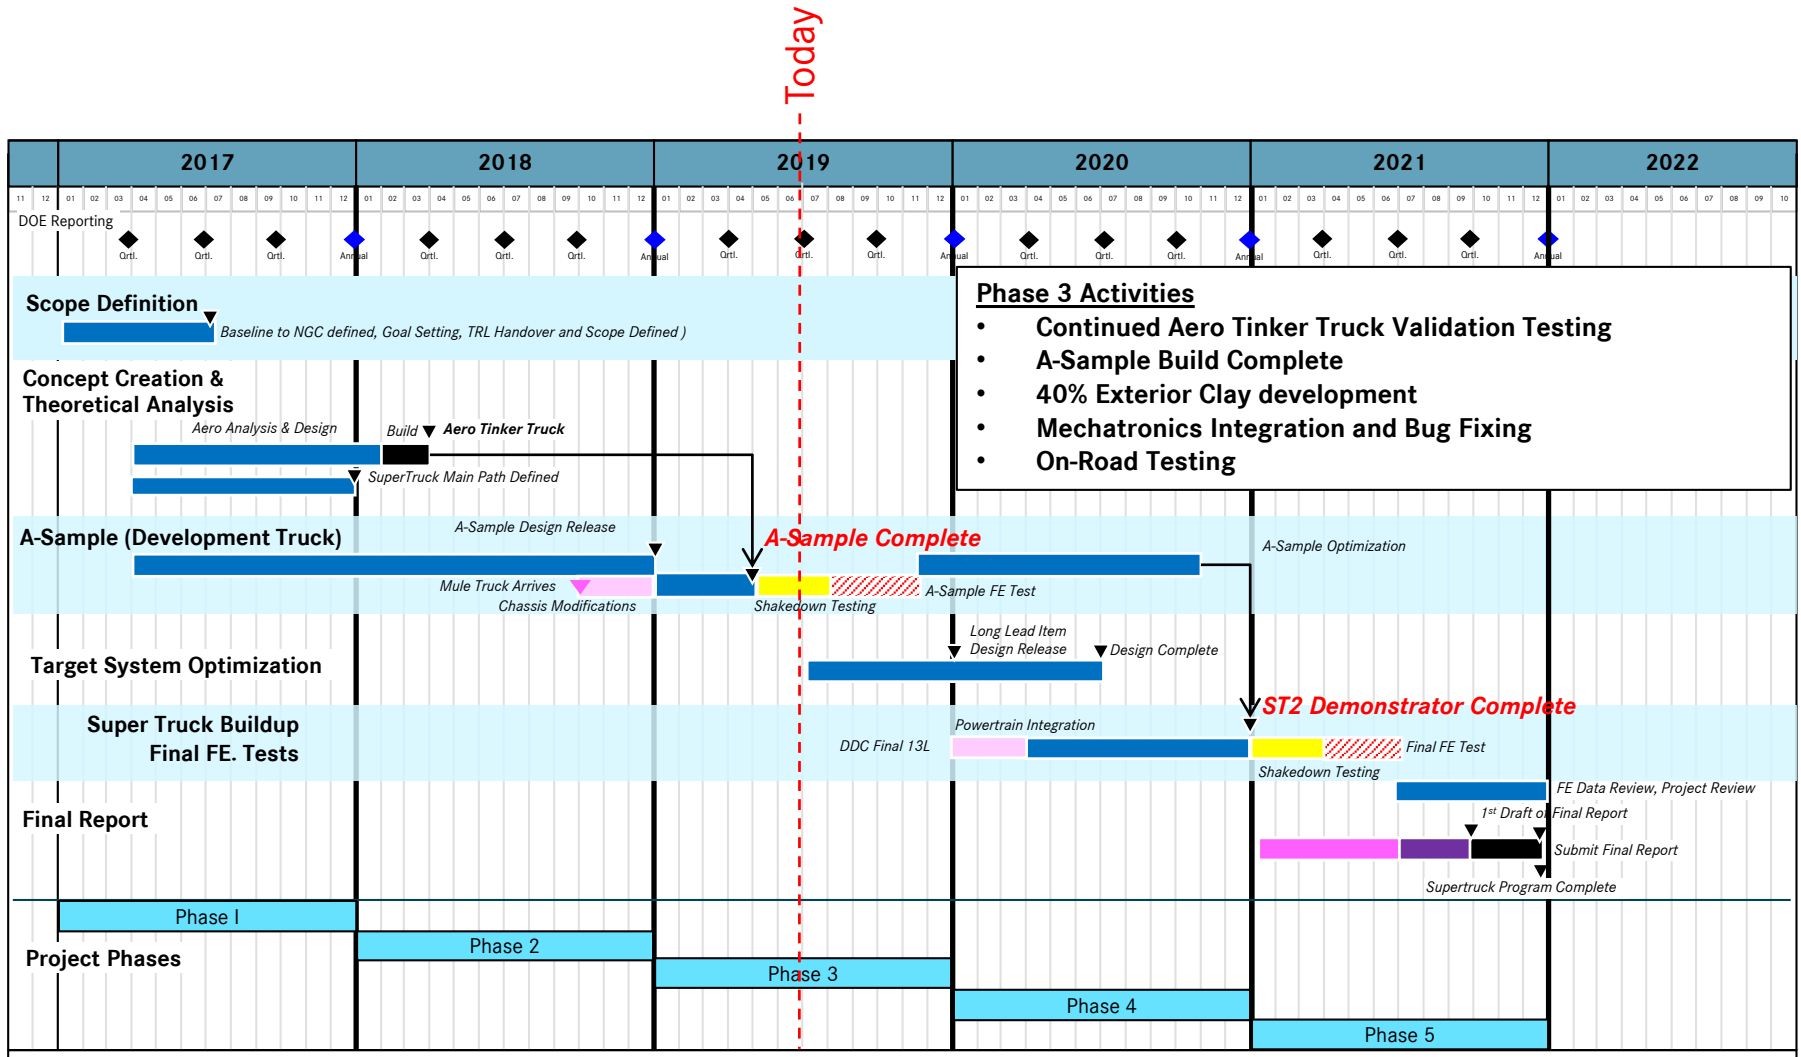 Today
2017 2018 2019 2020 2021 2022
11 12 01 02 03 04 05 06 07 08 09 10 11 12 01 02 03 04 05 06 07 08 09 10 11 12 01 02 03 04 05 06 07 08 09 10 11 12 01 02 03 04 05 06 07 08 09 10 11 12 01 02 03 04 05 06 07 08 09 10 11 12 01 02 03 04 05 06 07 08 09 10
DOE Reporting
Qrtl. Qrtl. Qrtl. Annual Qrtl. Qrtl. Qrtl. Annual Qrtl. Qrtl. Qrtl. Annual Qrtl. Qrtl. Qrtl. Annual Qrtl. Qrtl. Qrtl. Annual
Phase 3 Activities
• Continued Aero Tinker Truck Validation Testing
• A-Sample Build Complete
• 40% Exterior Clay development
• Mechatronics Integration and Bug Fixing
• On-Road Testing
Scope Definition
Baseline to NGC defined, Goal Setting, TRL Handover and Scope Defined )
Concept Creation &
Theoretical Analysis
Aero Analysis & Design Build Aero Tinker Truck
SuperTruck Main Path Defined
A-Sample Design Release
A-Sample (Development Truck)
A-Sample Complete
A-Sample Optimization
Mule Truck Arrives
A-Sample FE Test
Chassis Modifications
Shakedown Testing
Long Lead Item
Design Release
Design Complete
Target System Optimization
ST2 Demonstrator Complete
Super Truck Buildup
Final FE. Tests
Powertrain Integration
DDC Final 13L
Final FE Test
Shakedown Testing
FE Data Review, Project Review
1st Draft of Final Report
Final Report
Submit Final Report
Supertruck Program Complete
Phase I
Phase 2
Project Phases
Phase 3
Phase 4
Phase 5